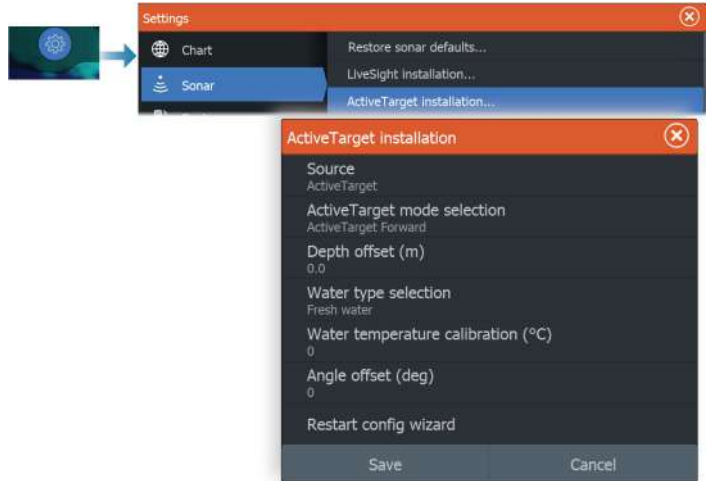 Settings
Chart
Restore sonar defaults...
LiveSight installation...
Sonar
ActiveTarget installation...
ActiveTarget installation
Source
ActiveTarget
ActiveTarget mode selection
ActiveTarget Forward
Depth offset (m)
0.0
Water type selection
Fresh water
Water temperature calibration (°C)
0
Angle offset (deg)
0
Restart config wizard
Save
Cancel